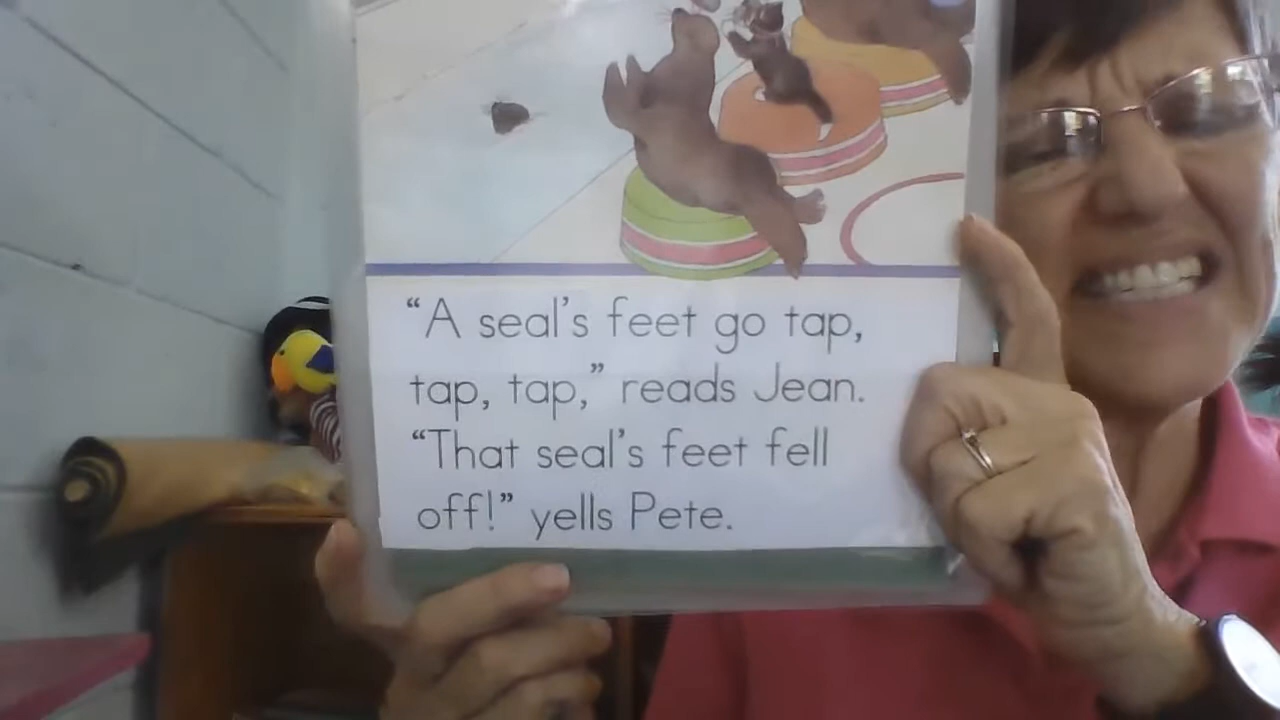 “A seal’s feet go tap,
tap, tap,” reads Jean.
“That seal’s feet fell
off!” yells Pete.